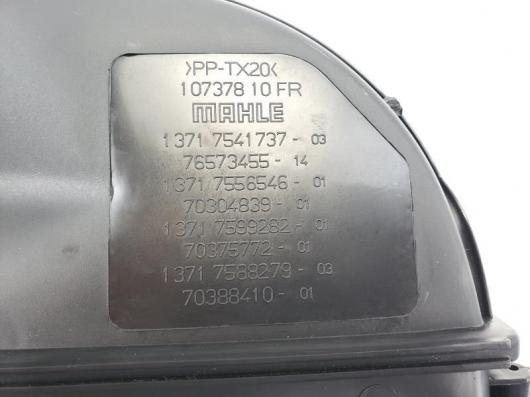 >PP-TX20<
107378 10 FR
MAHLE
1371 7541737- 03
76573455- 14
1371 7556546- 01
70304839- 01
1371 7599282- 01
70375772- 01
1371 7588279- 03
70388410- 01